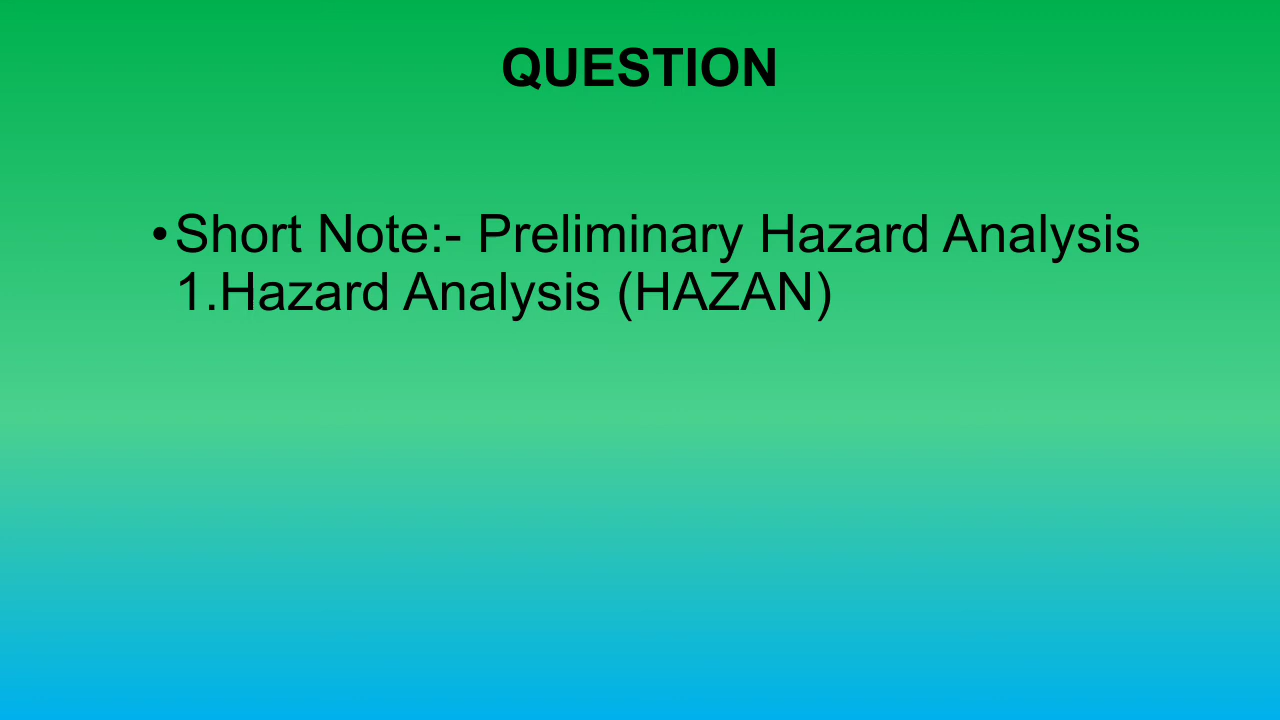 QUESTION
•Short Note:- Preliminary Hazard Analysis
1.Hazard Analysis (HAZAN)